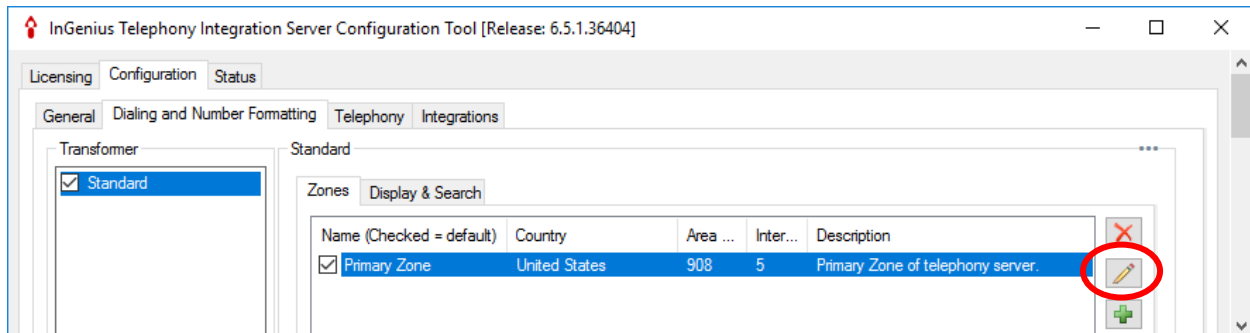 InGenius Telephony Integration Server Configuration Tool [Release: 6.5.1.36404]
Licensing Configuration Status
General Dialing and Number Formatting Telephony Integrations
Transformer Standard
Standard
Zones Display & Search
Name (Checked = default) Country Area ... Inter... Description
Primary Zone United States 908 5 Primary Zone of telephony server.